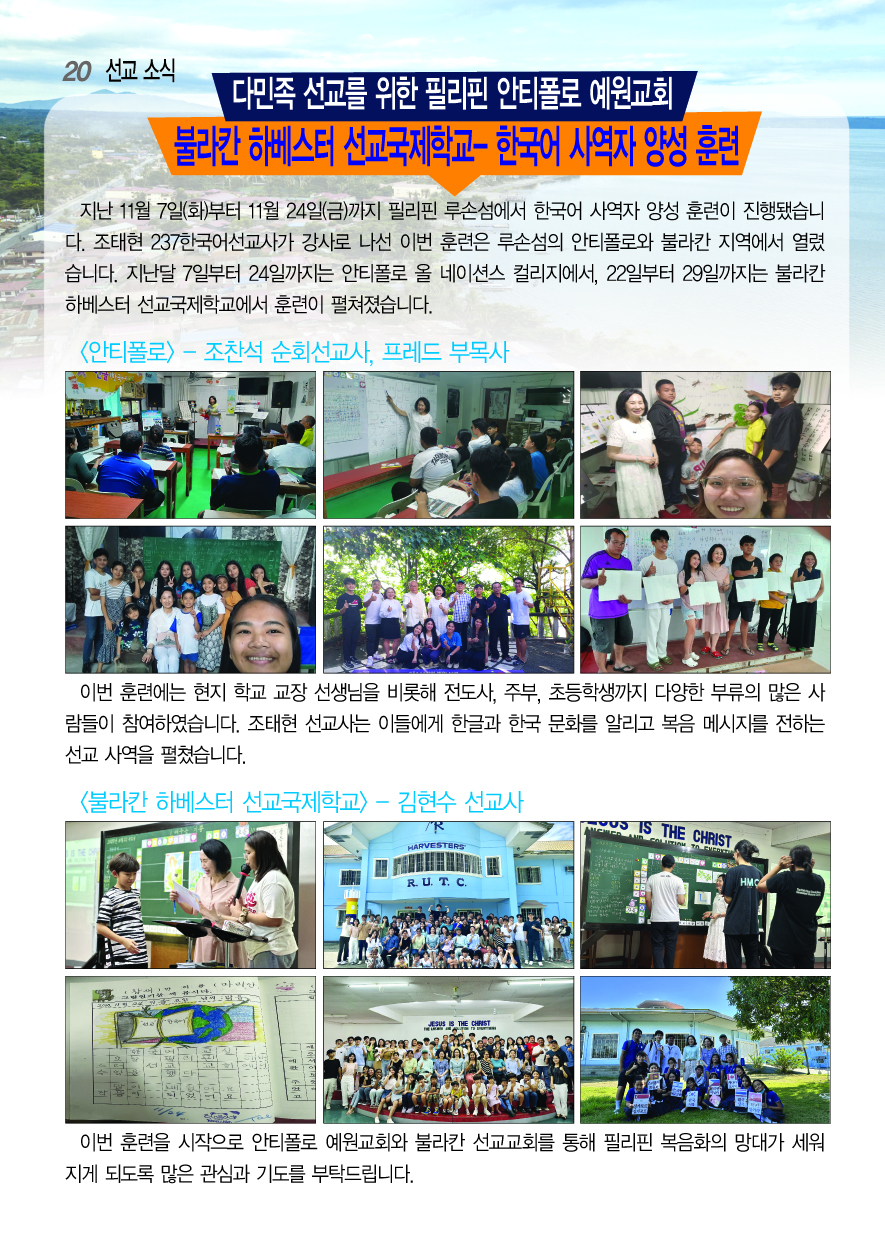 20 선교 소식
다민족 선교를 위한 필리핀 안티폴로 예원교회
불라칸 하베스터 선교국제학교- 한국어 사역자 양성 훈련
지난 11월 7일(화)부터 11월 24일(금)까지 필리핀 루손섬에서 한국어 사역자 양성 훈련이 진행됐습니
다. 조태현 237한국어선교사가 강사로 나선 이번 훈련은 루손섬의 안티폴로와 불라칸 지역에서 열렸
습니다. 지난달 7일부터 24일까지는 안티폴로 올 네이션스 컬리지에서, 22일부터 29일까지는 불라칸
하베스터 선교국제학교에서 훈련이 펼쳐졌습니다.
〈안티폴로〉 - 조찬석 순회선교사, 프레드 부목사
이번 훈련에는 현지 학교 교장 선생님을 비롯해 전도사, 주부, 초등학생까지 다양한 부류의 많은 사
람들이 참여하였습니다. 조태현 선교사는 이들에게 한글과 한국 문화를 알리고 복음 메시지를 전하는
선교 사역을 펼쳤습니다.
〈불라칸 하베스터 선교국제학교〉 - 김현수 선교사
HARVESTERS
R. U. T. C.
JESUS IS THE CHRIST
ANSWER AND SOLUTION TO EVERYTHING
HMC
JESUS IS THE CHRIST
THE ANSWER AND SOLUTION TO EVERYTHING
이번 훈련을 시작으로 안티폴로 예원교회와 불라칸 선교교회를 통해 필리핀 복음화의 망대가 세워
지게 되도록 많은 관심과 기도를 부탁드립니다.